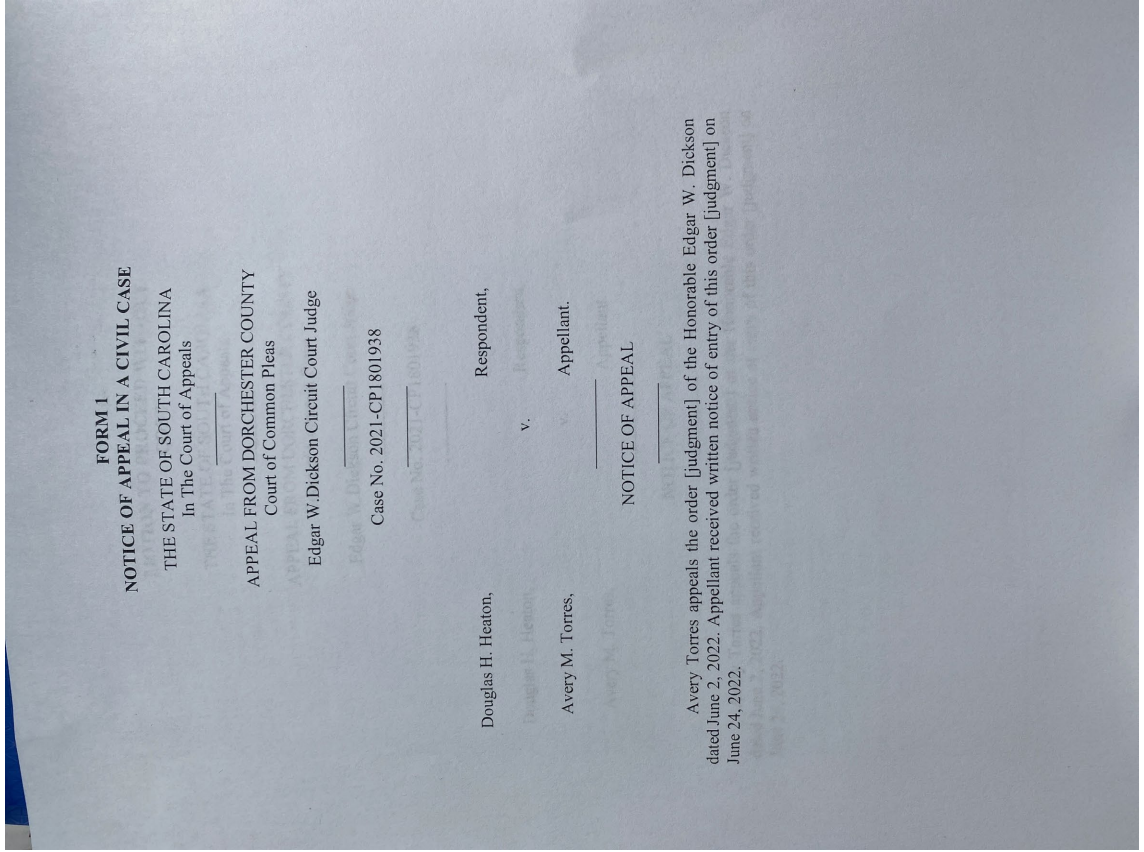 FORM 1
NOTICE OF APPEAL IN A CIVIL CASE
THE STATE OF SOUTH CAROLINA
In The Court of Appeals
APPEAL FROM DORCHESTER COUNTY
Court of Common Pleas
Edgar W.Dickson Circuit Court Judge
Case No. 2021-CP1801938
Douglas H. Heaton, Respondent,
v.
Avery M. Torres, Appellant.
NOTICE OF APPEAL
Avery Torres appeals the order [judgment] of the Honorable Edgar W. Dickson
dated June 2, 2022. Appellant received written notice of entry of this order [judgment] on
June 24, 2022.